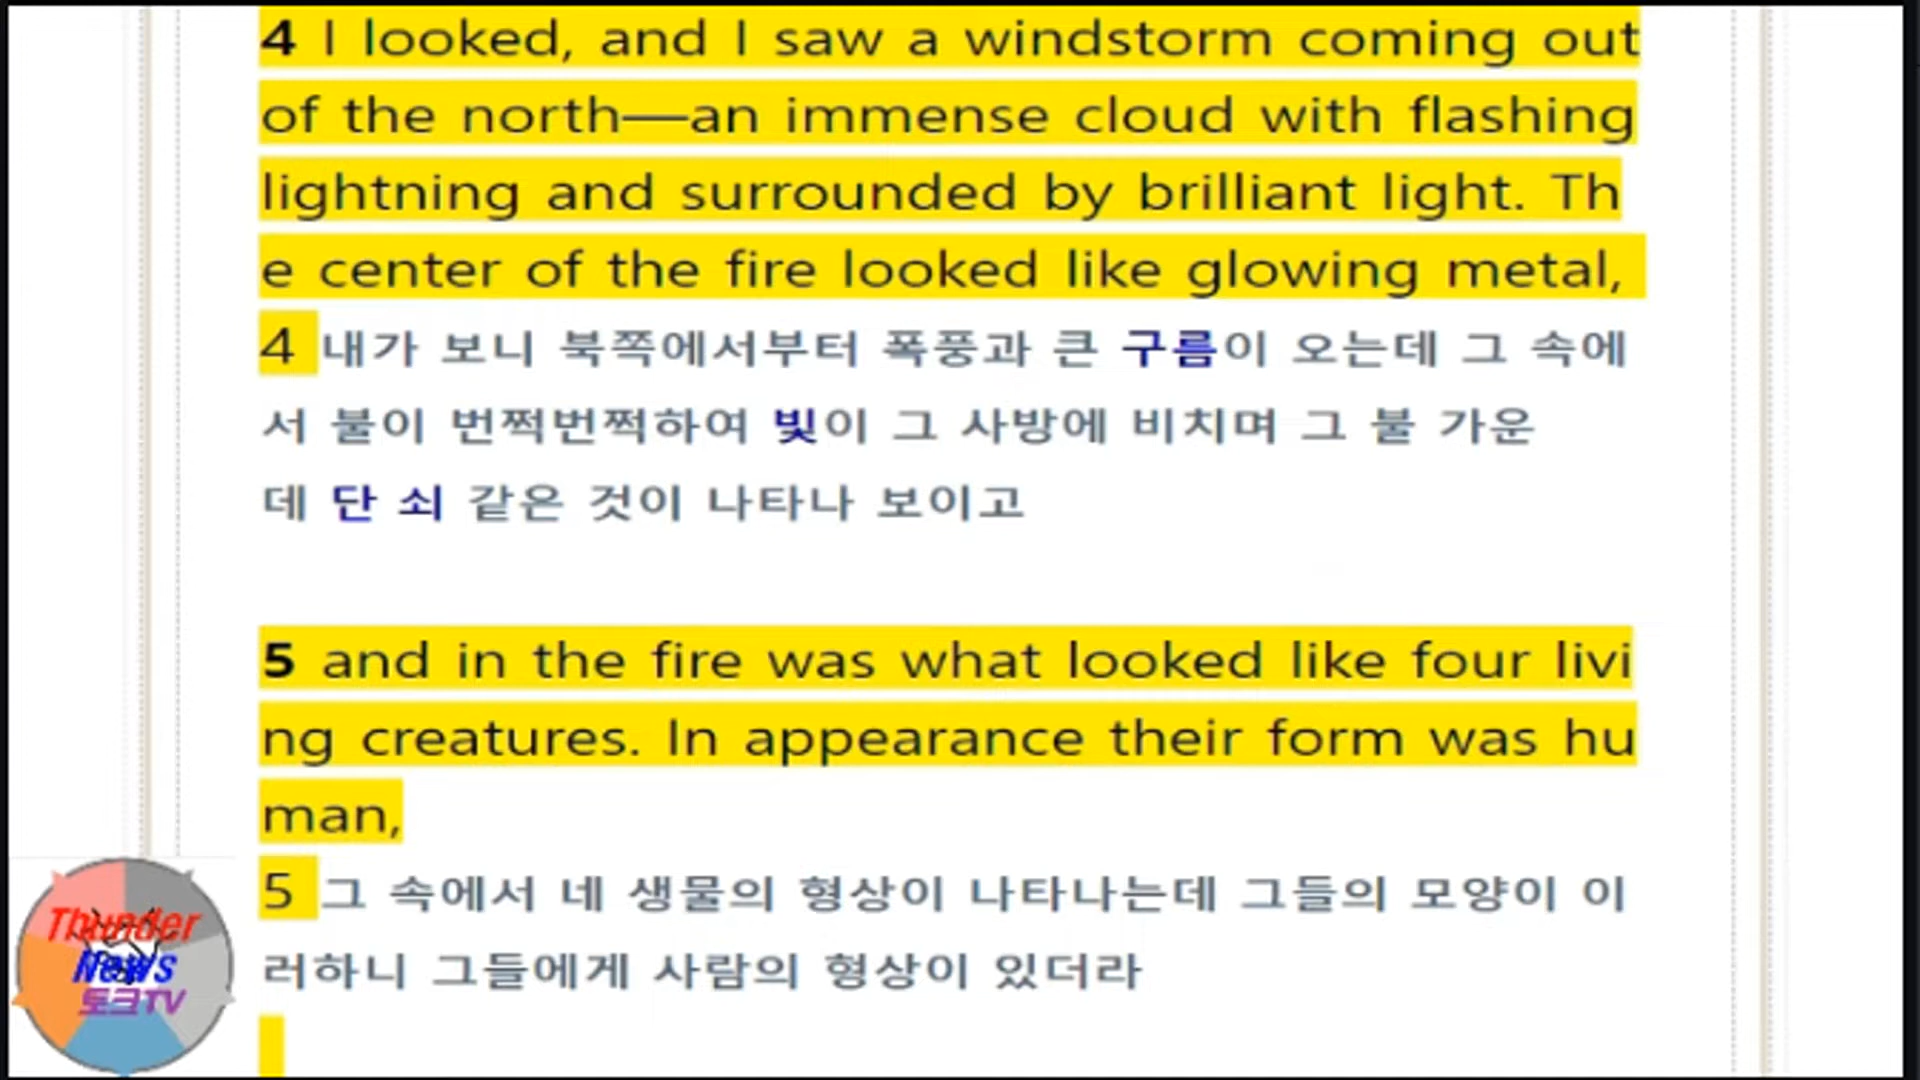 4 I looked, and I saw a windstorm coming out
of the north—an immense cloud with flashing
lightning and surrounded by brilliant light. Th
e center of the fire looked like glowing metal,
4 내가 보니 북쪽에서부터 폭풍과 큰 구름이 오는데 그 속에
서 불이 번쩍번쩍하여 빛이 그 사방에 비치며 그 불 가운
데 단 쇠 같은 것이 나타나 보이고
5 and in the fire was what looked like four livi
ng creatures. In appearance their form was hu
man,
5 그 속에서 네 생물의 형상이 나타나는데 그들의 모양이 이
러하니 그들에게 사람의 형상이 있더라
Thunder
News
토크TV